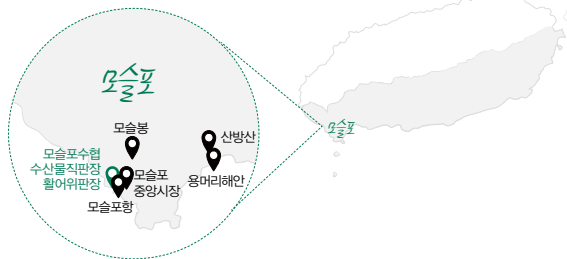 모슬포
모슬포
모슬봉
산방산
모슬포수협
수산물직판장
활어위판장
모슬포
중앙시장
용머리해안
모슬포항